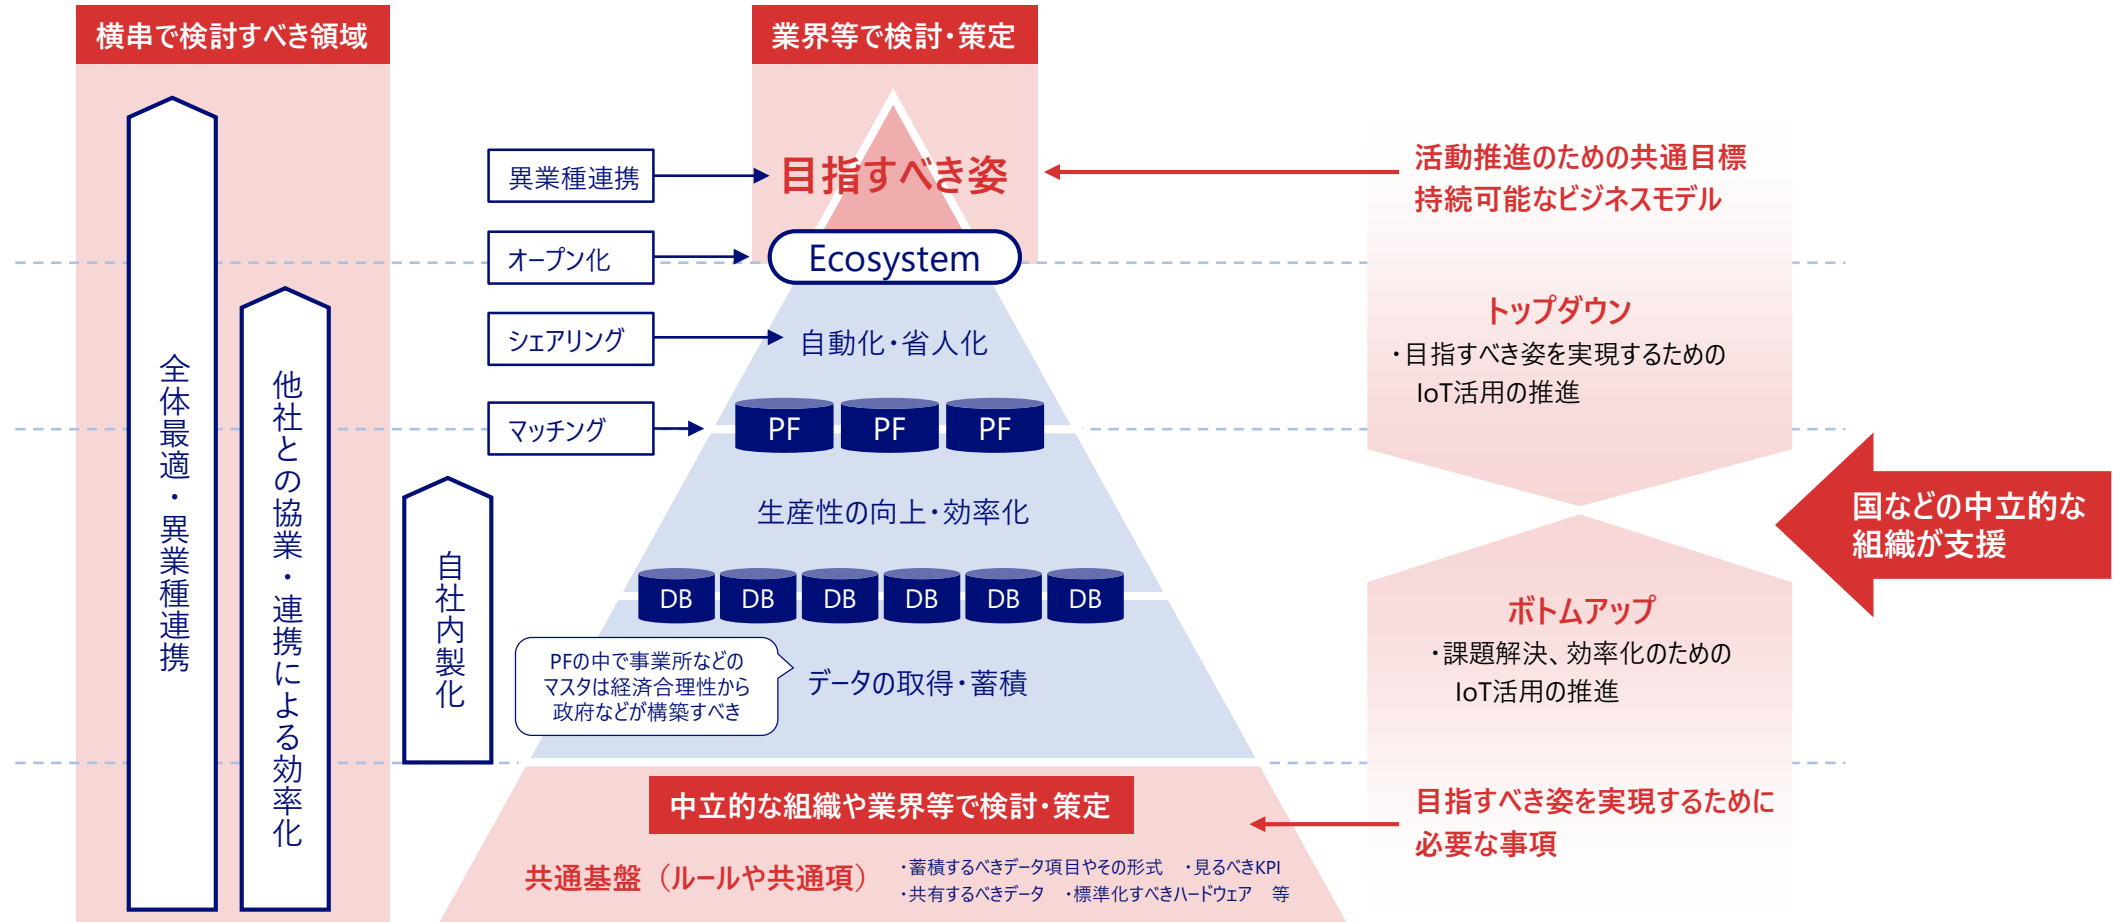 横串で検討すべき領域
業界等で検討・策定
全体最適・異業種連携
他社との協業・連携による効率化
自社内製化
異業種連携
オープン化
シェアリング
マッチング
目指すべき姿
Ecosystem
自動化・省人化
PF PF PF
生産性の向上・効率化
DB DB DB DB DB DB
PFの中で事業所などの
マスタは経済合理性から
政府などが構築すべき
データの取得・蓄積
中立的な組織や業界等で検討・策定
共通基盤（ルールや共通項）
・蓄積するべきデータ項目やその形式 ・見るべきKPI
・共有するべきデータ ・標準化すべきハードウェア 等
活動推進のための共通目標
持続可能なビジネスモデル
トップダウン
・目指すべき姿を実現するための
IoT活用の推進
ボトムアップ
・課題解決、効率化のための
IoT活用の推進
目指すべき姿を実現するために
必要な事項
国などの中立的な
組織が支援